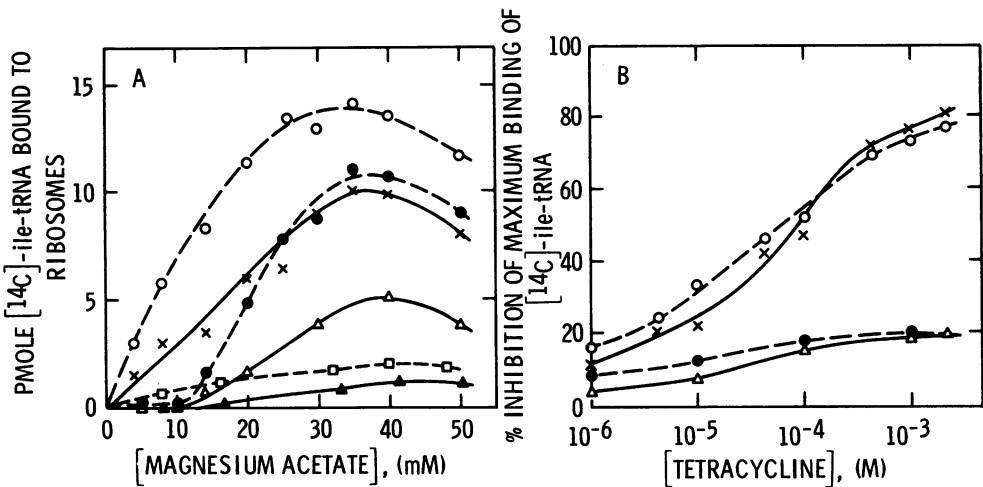 PMOLE [14C]-ile-tRNA BOUND TO
RIBOSOMES
A
15
10
5
0
0
10
20
30
40
50
[MAGNESIUM ACETATE], (mM)
% INHIBITION OF MAXIMUM BINDING OF
[14C]-ile-tRNA
B
100
80
60
40
20
0
10-6
10-5
10-4
10-3
[TETRACYCLINE], (M)